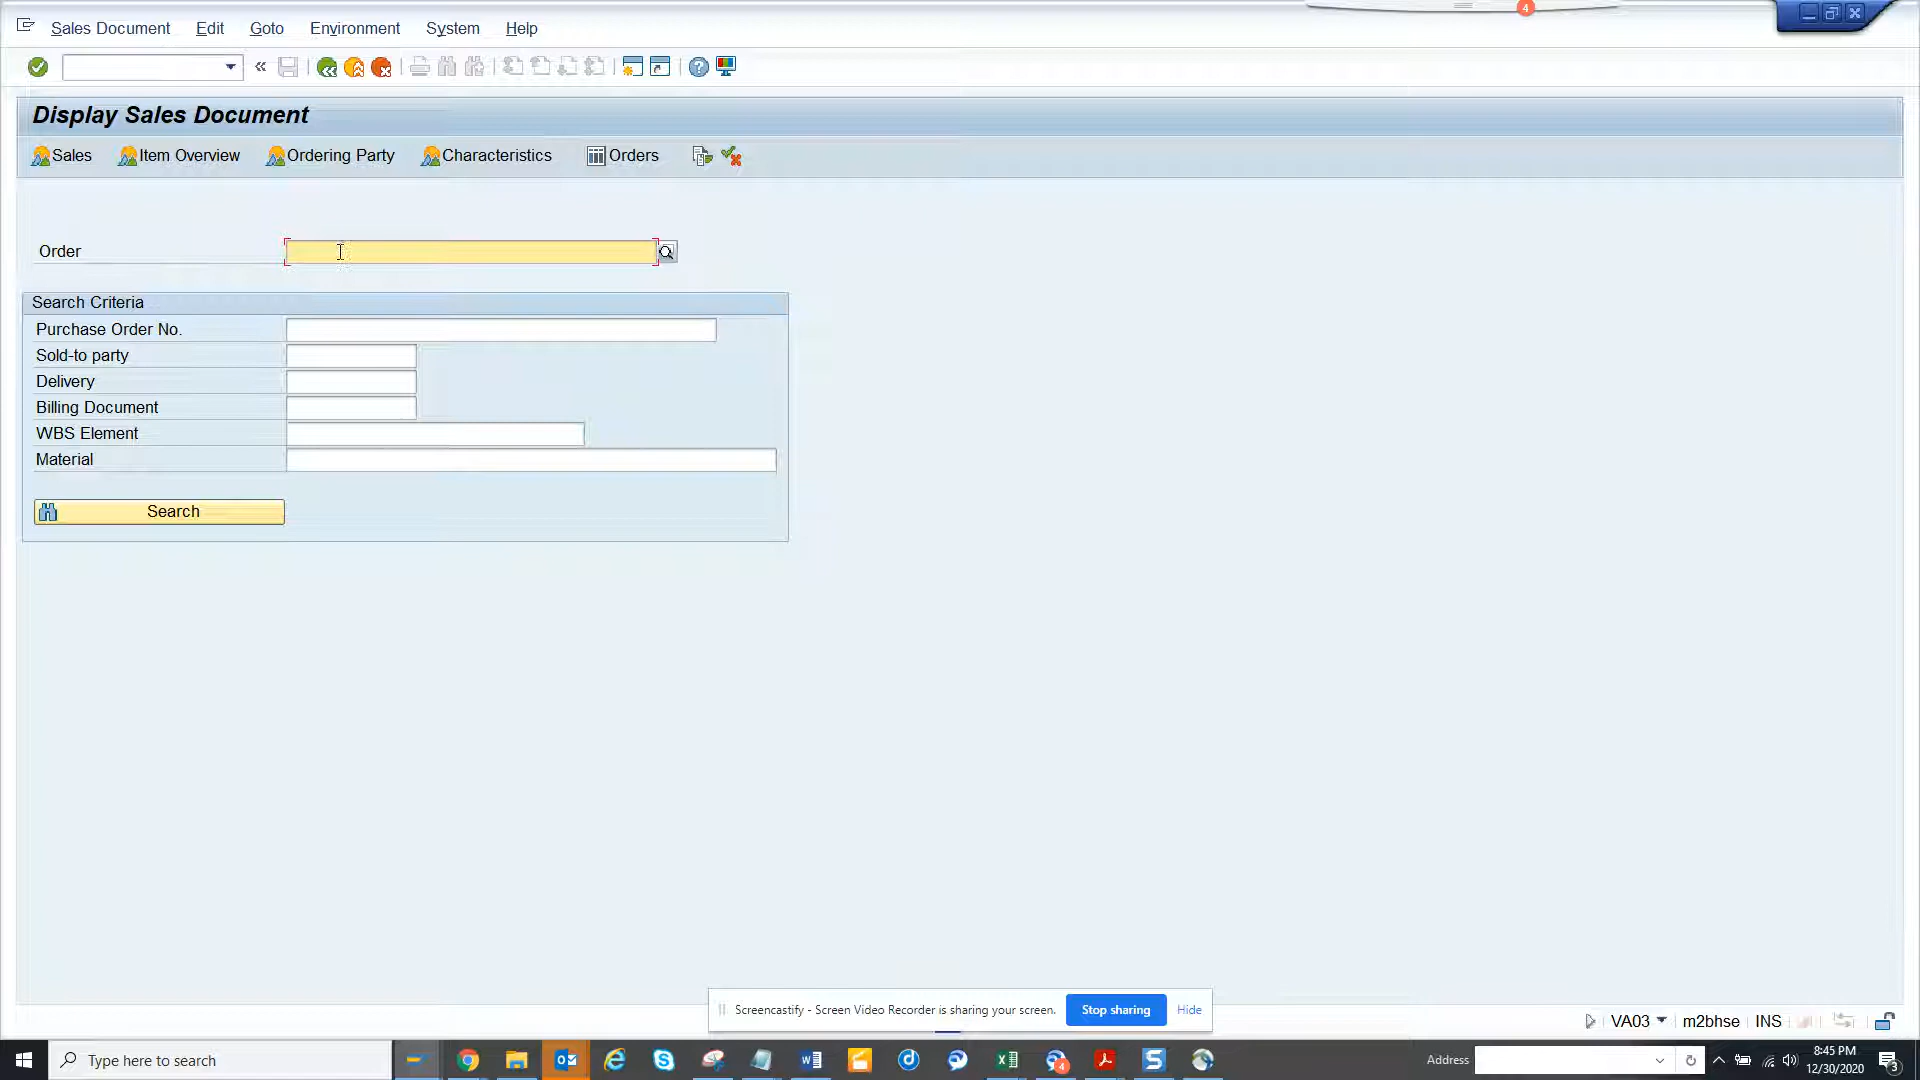 4
Sales Document Edit Goto Environment System Help
Display Sales Document
Sales Item Overview Ordering Party Characteristics Orders
Order
Search Criteria
Purchase Order No.
Sold-to party
Delivery
Billing Document
WBS Element
Material
Search
Screencastify - Screen Video Recorder is sharing your screen. Stop sharing Hide
VA03 m2bhse INS
Type here to search
4
Address
8:45 PM
12/30/2020
3